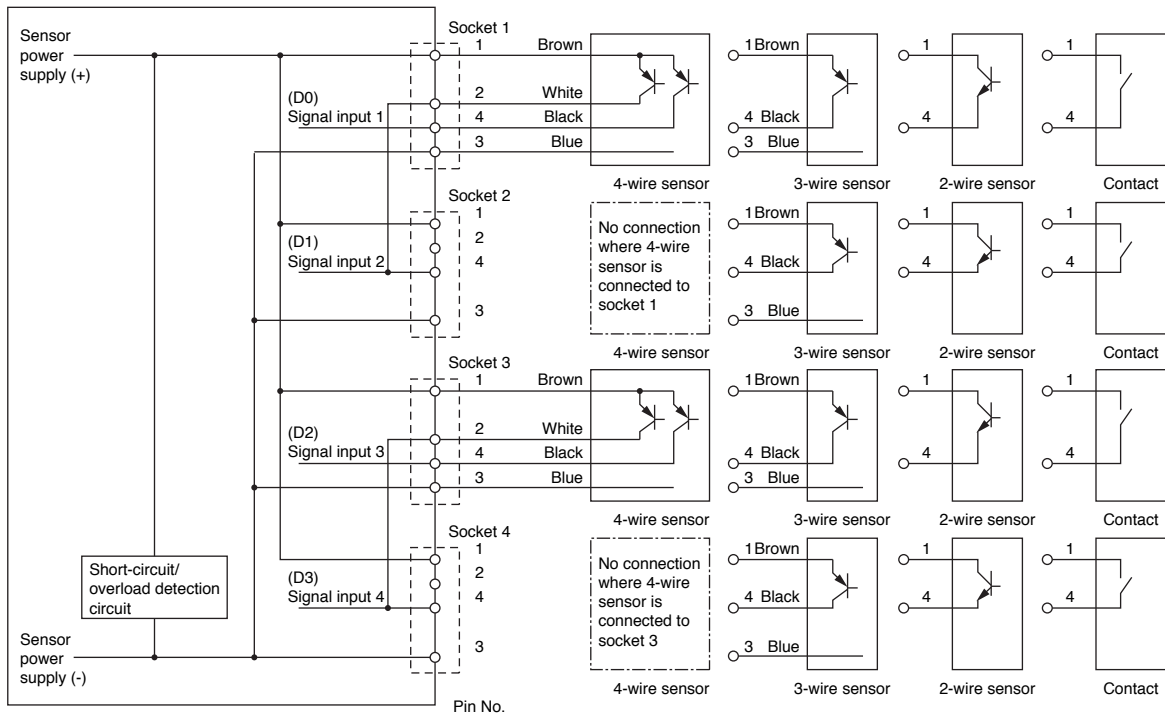 Sensor
power
supply (+)
Socket 1
1
Brown
(D0)
Signal input 1
2
White
4
Black
3
Blue
4-wire sensor
1 Brown
4 Black
3 Blue
3-wire sensor
1
4
2-wire sensor
1
4
Contact
Socket 2
1
(D1)
Signal input 2
2
4
3
No connection
where 4-wire
sensor is
connected to
socket 1
4-wire sensor
1 Brown
4 Black
3 Blue
3-wire sensor
1
4
2-wire sensor
1
4
Contact
Socket 3
1
Brown
(D2)
Signal input 3
2
White
4
Black
3
Blue
4-wire sensor
1 Brown
4 Black
3 Blue
3-wire sensor
1
4
2-wire sensor
1
4
Contact
Short-circuit/
overload detection
circuit
Socket 4
1
(D3)
Signal input 4
2
4
3
No connection
where 4-wire
sensor is
connected to
socket 3
4-wire sensor
1 Brown
4 Black
3 Blue
3-wire sensor
1
4
2-wire sensor
1
4
Contact
Sensor
power
supply (-)
Pin No.